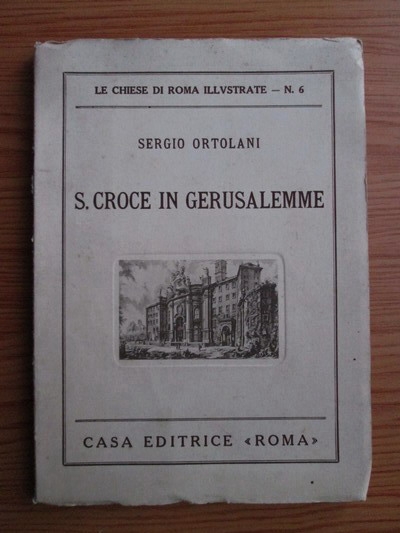 LE CHIESE DI ROMA ILLVSTRATE — N. 6
SERGIO ORTOLANI
S. CROCE IN GERUSALEMME
CASA EDITRICE «ROMA»